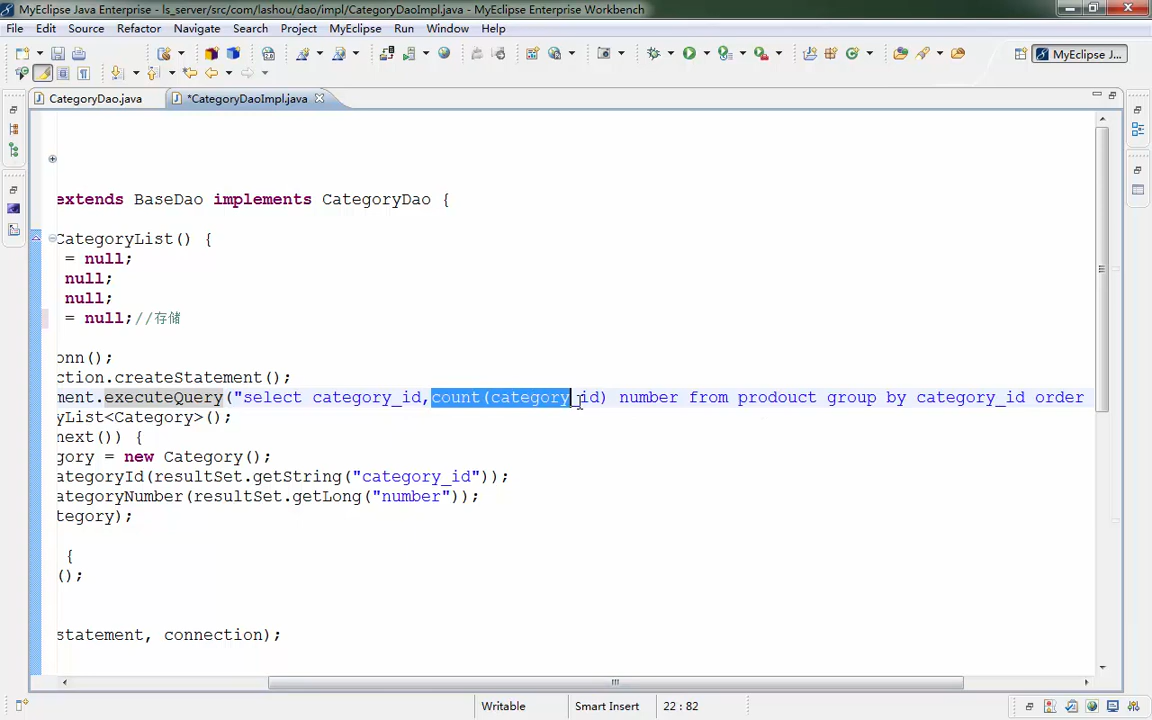 MyEclipse Java Enterprise - ls_server/src/com/lashou/dao/impl/CategoryDaoImpl.java - MyEclipse Enterprise Workbench
File Edit Source Refactor Navigate Search Project MyEclipse Run Window Help
MyEclipse J...
CategoryDao.java *CategoryDaoImpl.java
extends BaseDao implements CategoryDao {
CategoryList() {
= null;
null;
null;
= null;//存储
onn();
ction.createStatement();
ment.executeQuery("select category_id,count(category_id) number from prodouct group by category_id order
yList<Category>();
next()) {
gory = new Category();
ategoryId(resultSet.getString("category_id"));
ategoryNumber(resultSet.getLong("number"));
tegory);
{
();
statement, connection);
Writable Smart Insert 22 : 82